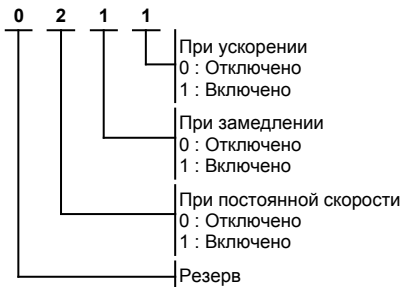 0 2 1 1
При ускорении
0 : Отключено
1 : Включено
При замедлении
0 : Отключено
1 : Включено
При постоянной скорости
0 : Отключено
1 : Включено
Резерв